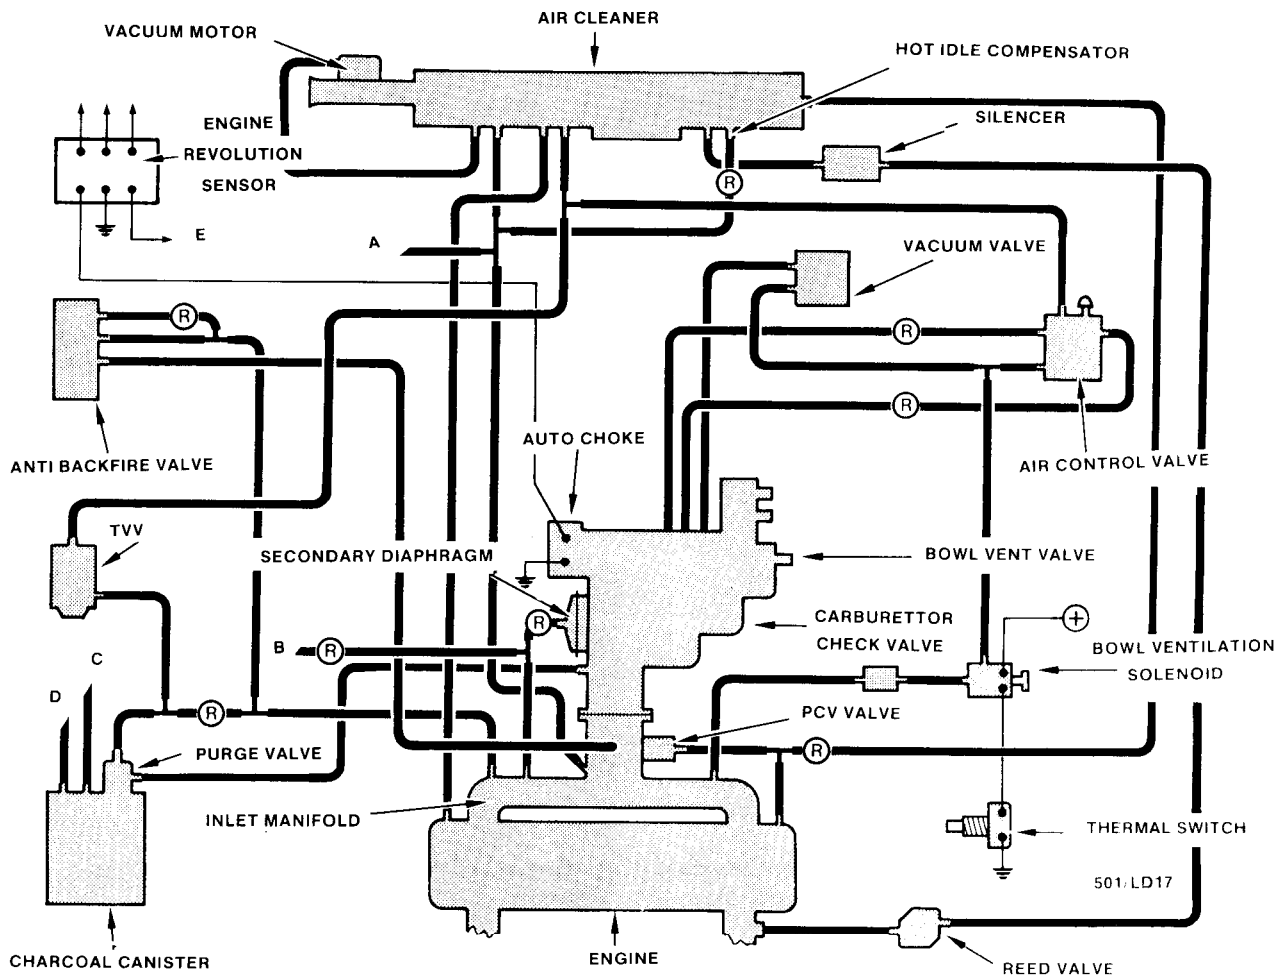 AIR CLEANER
VACUUM MOTOR
HOT IDLE COMPENSATOR
SILENCER
ENGINE
REVOLUTION
SENSOR
R
E
A
VACUUM VALVE
R
R
R
ANTI BACKFIRE VALVE
AUTO CHOKE
AIR CONTROL VALVE
TVV
SECONDARY DIAPHRAGM
BOWL VENT VALVE
CARBURETTOR
CHECK VALVE
+
BOWL VENTILATION
SOLENOID
R
B
R
C
D
R
PCV VALVE
R
PURGE VALVE
INLET MANIFOLD
THERMAL SWITCH
501/LD17
CHARCOAL CANISTER
ENGINE
REED VALVE